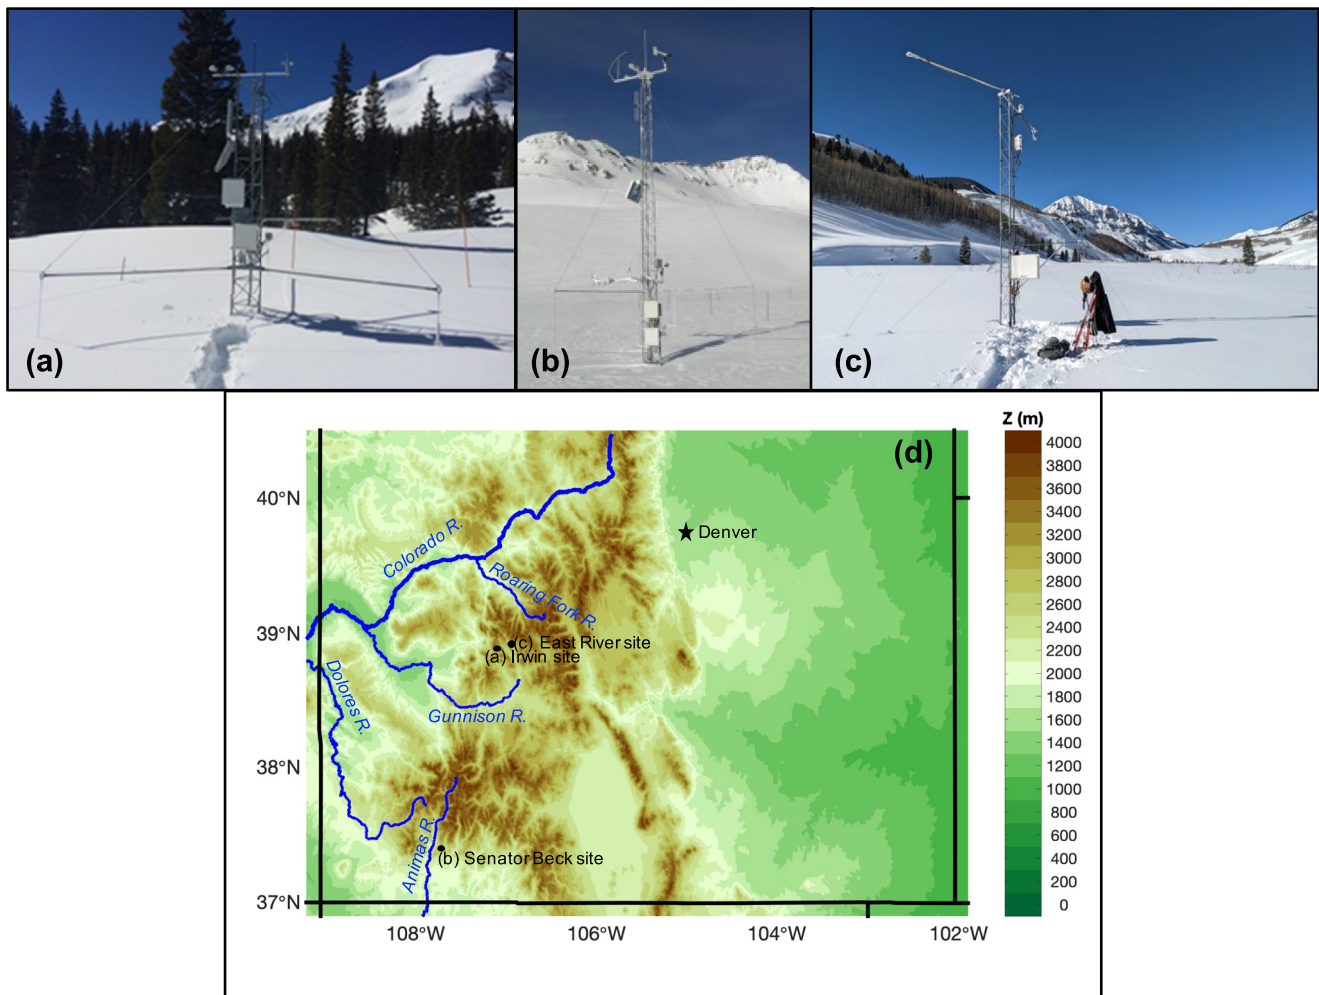 (a)
(b)
(c)
Z (m)
(d)
4000
3800
3600
3400
3200
3000
2800
2600
2400
2200
2000
1800
1600
1400
1200
1000
800
600
400
200
0
40°N
39°N
38°N
37°N
Denver
Colorado R.
Roaring Fork R.
(c) East River site
(a) Irwin site
Dolores R.
Gunnison R.
Animas R.
(b) Senator Beck site
108°W
106°W
104°W
102°W